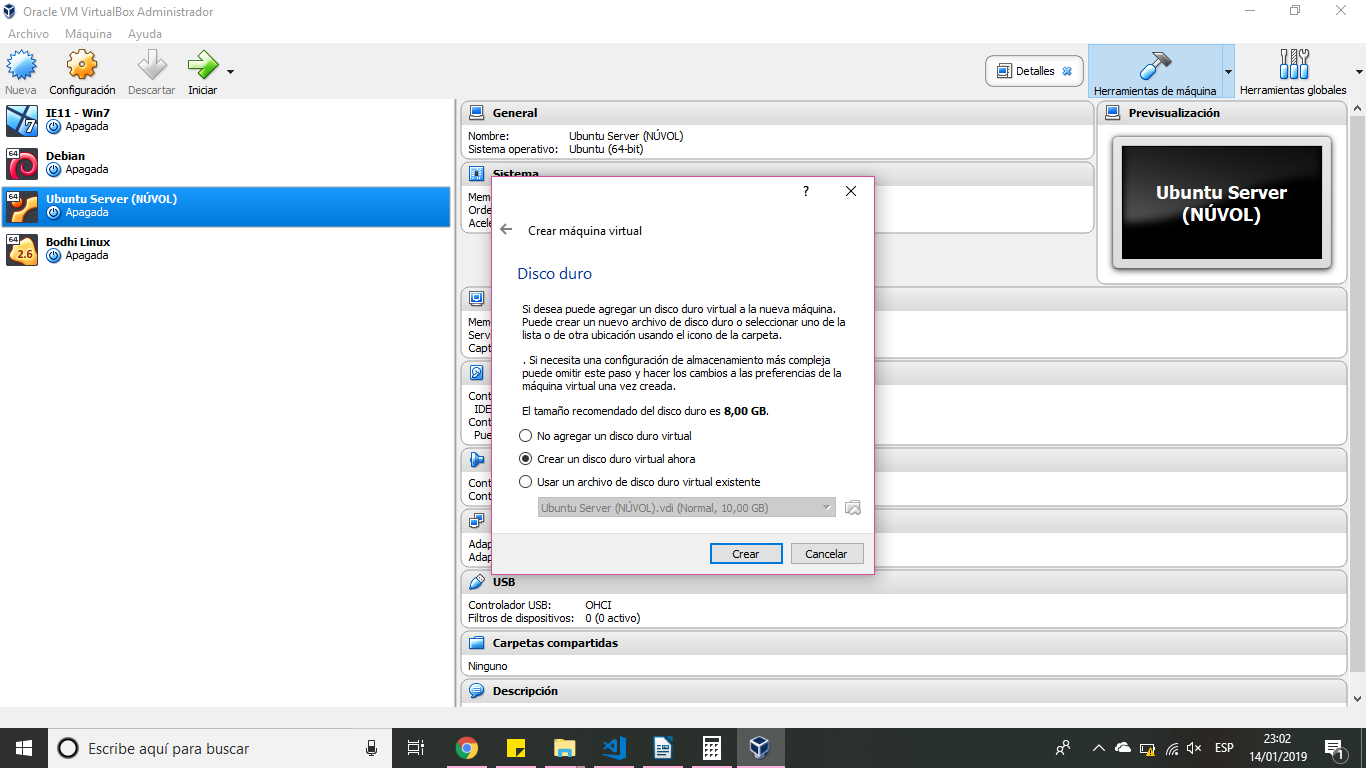 Oracle VM VirtualBox Administrador
Archivo Máquina Ayuda
Nueva Configuración Descartar Iniciar
Detalles
Herramientas de máquina
Herramientas globales
IE11 - Win7
Apagada
64
Debian
Apagada
64
Ubuntu Server (NÚVOL)
Apagada
64
2.6
Bodhi Linux
Apagada
General
Nombre: Ubuntu Server (NÚVOL)
Sistema operativo: Ubuntu (64-bit)
Previsualización
Ubuntu Server
(NÚVOL)
Sistema
Mem
Orde
Acele
Mem
Serv
Capt
Cont
IDE
Cont
Pue
Cont
Cont
Adap
Adap
?
Crear máquina virtual
Disco duro
Si desea puede agregar un disco duro virtual a la nueva máquina.
Puede crear un nuevo archivo de disco duro o seleccionar uno de la
lista o de otra ubicación usando el icono de la carpeta.
. Si necesita una configuración de almacenamiento más compleja
puede omitir este paso y hacer los cambios a las preferencias de la
máquina virtual una vez creada.
El tamaño recomendado del disco duro es 8,00 GB.
No agregar un disco duro virtual
Crear un disco duro virtual ahora
Usar un archivo de disco duro virtual existente
Ubuntu Server (NÚVOL).vdi (Normal, 10,00 GB)
Crear Cancelar
USB
Controlador USB: OHCI
Filtros de dispositivos: 0 (0 activo)
Carpetas compartidas
Ninguno
Descripción
Escribe aquí para buscar
ESP
23:02
14/01/2019
1